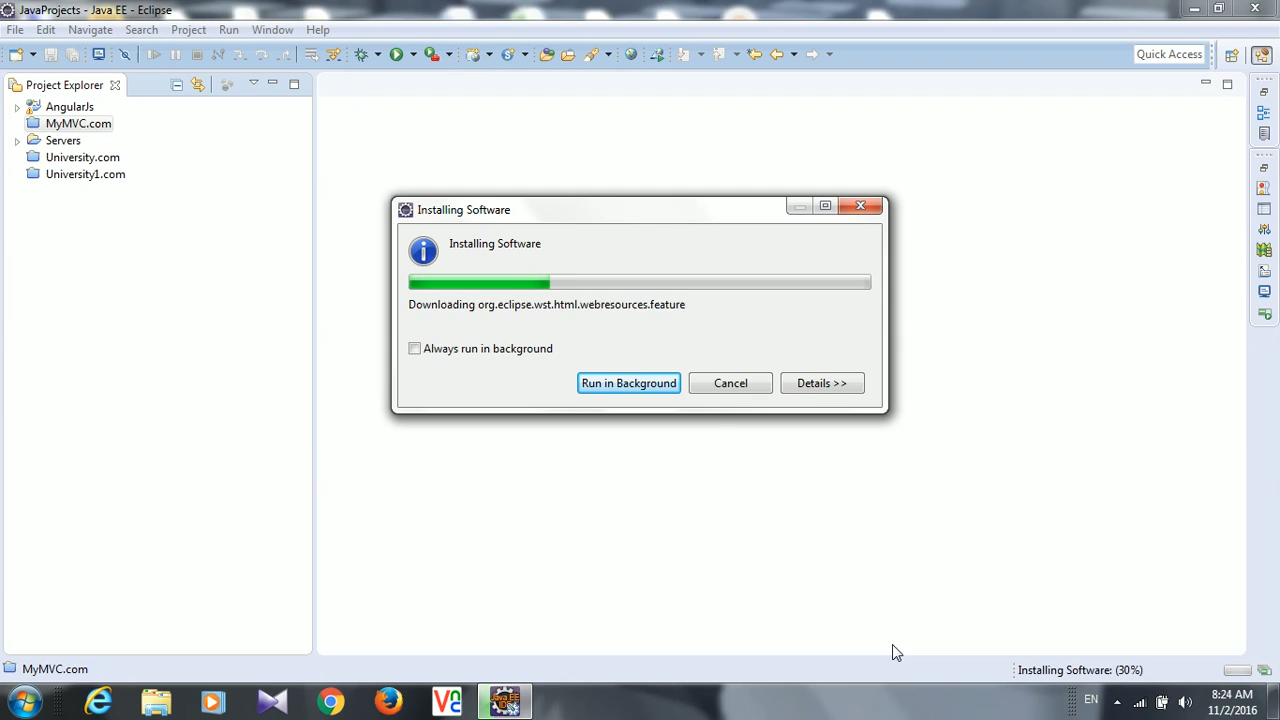 JavaProjects - Java EE - Eclipse
File Edit Navigate Search Project Run Window Help
Quick Access
Project Explorer
AngularJs
MyMVC.com
Servers
University.com
University1.com
Installing Software
Installing Software
Downloading org.eclipse.wst.html.webresources.feature
Always run in background
Run in Background Cancel Details >>
MyMVC.com
Installing Software: (30%)
EN
8:24 AM
11/2/2016